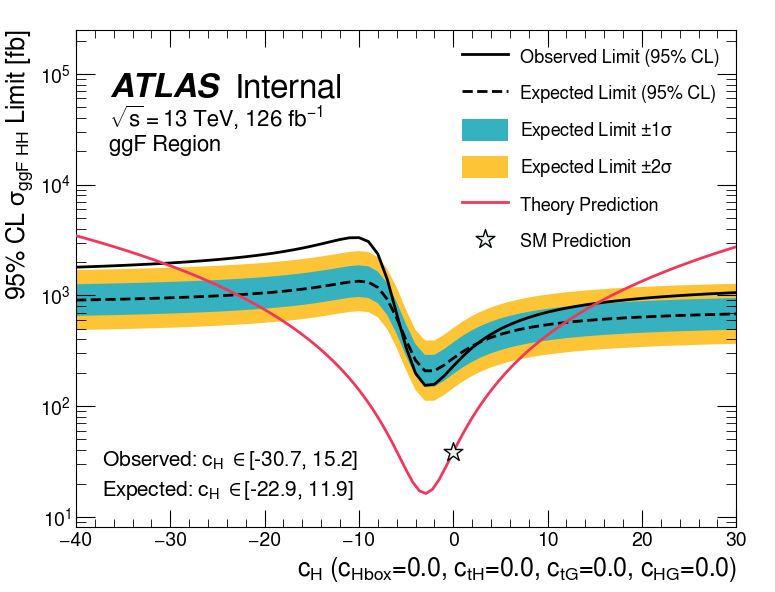 95% CL σggF HH Limit [fb]
10⁵
10⁴
10³
10²
10¹
ATLAS Internal
√s = 13 TeV, 126 fb⁻¹
ggF Region
Observed Limit (95% CL)
Expected Limit (95% CL)
Expected Limit ±1σ
Expected Limit ±2σ
Theory Prediction
SM Prediction
Observed: cH ∈[-30.7, 15.2]
Expected: cH ∈[-22.9, 11.9]
−40 −30 −20 −10 0 10 20 30
cH (cHbox=0.0, ctH=0.0, ctG=0.0, cHG=0.0)